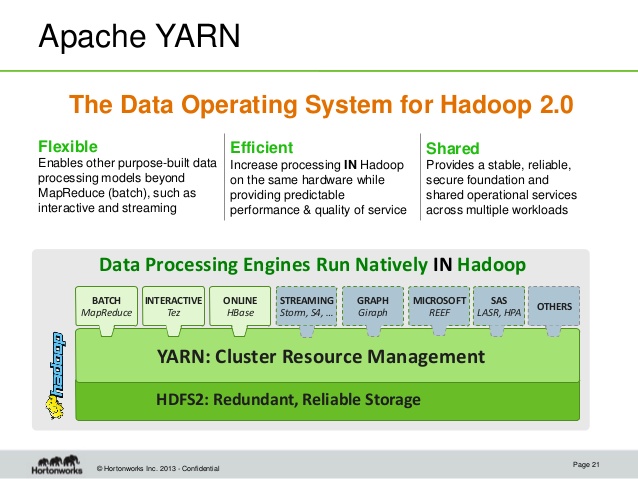 Apache YARN
The Data Operating System for Hadoop 2.0
Flexible
Enables other purpose-built data
processing models beyond
MapReduce (batch), such as
interactive and streaming
Efficient
Increase processing IN Hadoop
on the same hardware while
providing predictable
performance & quality of service
Shared
Provides a stable, reliable,
secure foundation and
shared operational services
across multiple workloads
Data Processing Engines Run Natively IN Hadoop
BATCH
MapReduce
INTERACTIVE
Tez
ONLINE
HBase
STREAMING
Storm, S4, …
GRAPH
Giraph
MICROSOFT
REEF
SAS
LASR, HPA
OTHERS
hadoop
YARN: Cluster Resource Management
HDFS2: Redundant, Reliable Storage
Hortonworks
© Hortonworks Inc. 2013 - Confidential
Page 21